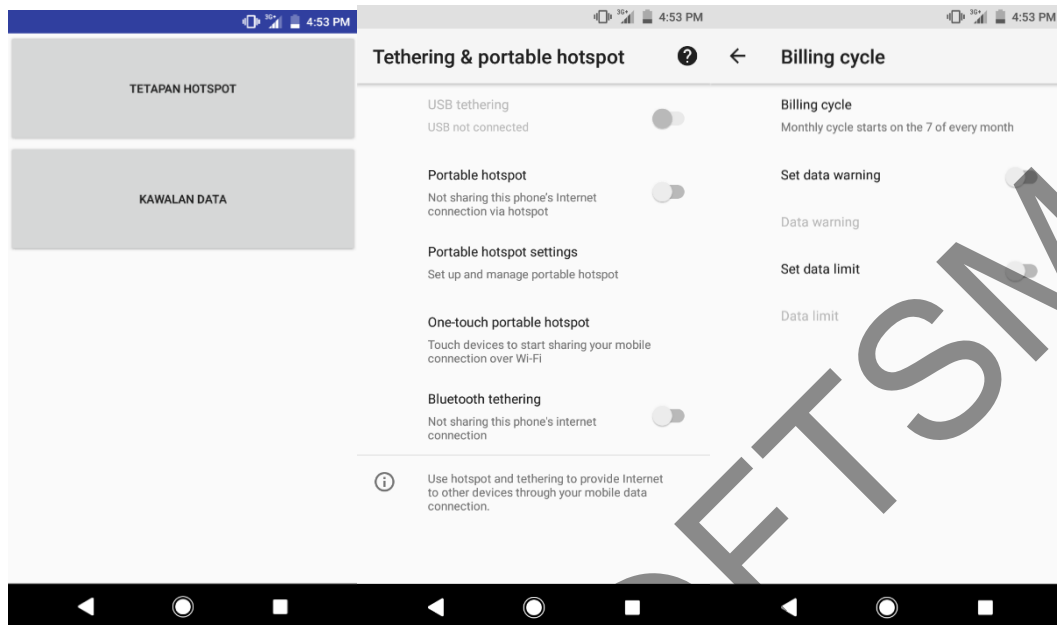 3G+ 4:53 PM
TETAPAN HOTSPOT
KAWALAN DATA
3G+ 4:53 PM
Tethering & portable hotspot
USB tethering
USB not connected
Portable hotspot
Not sharing this phone's Internet
connection via hotspot
Portable hotspot settings
Set up and manage portable hotspot
One-touch portable hotspot
Touch devices to start sharing your mobile
connection over Wi-Fi
Bluetooth tethering
Not sharing this phone's internet
connection
Use hotspot and tethering to provide Internet
to other devices through your mobile data
connection.
3G+ 4:53 PM
Billing cycle
Billing cycle
Monthly cycle starts on the 7 of every month
Set data warning
Data warning
Set data limit
Data limit
FTSM